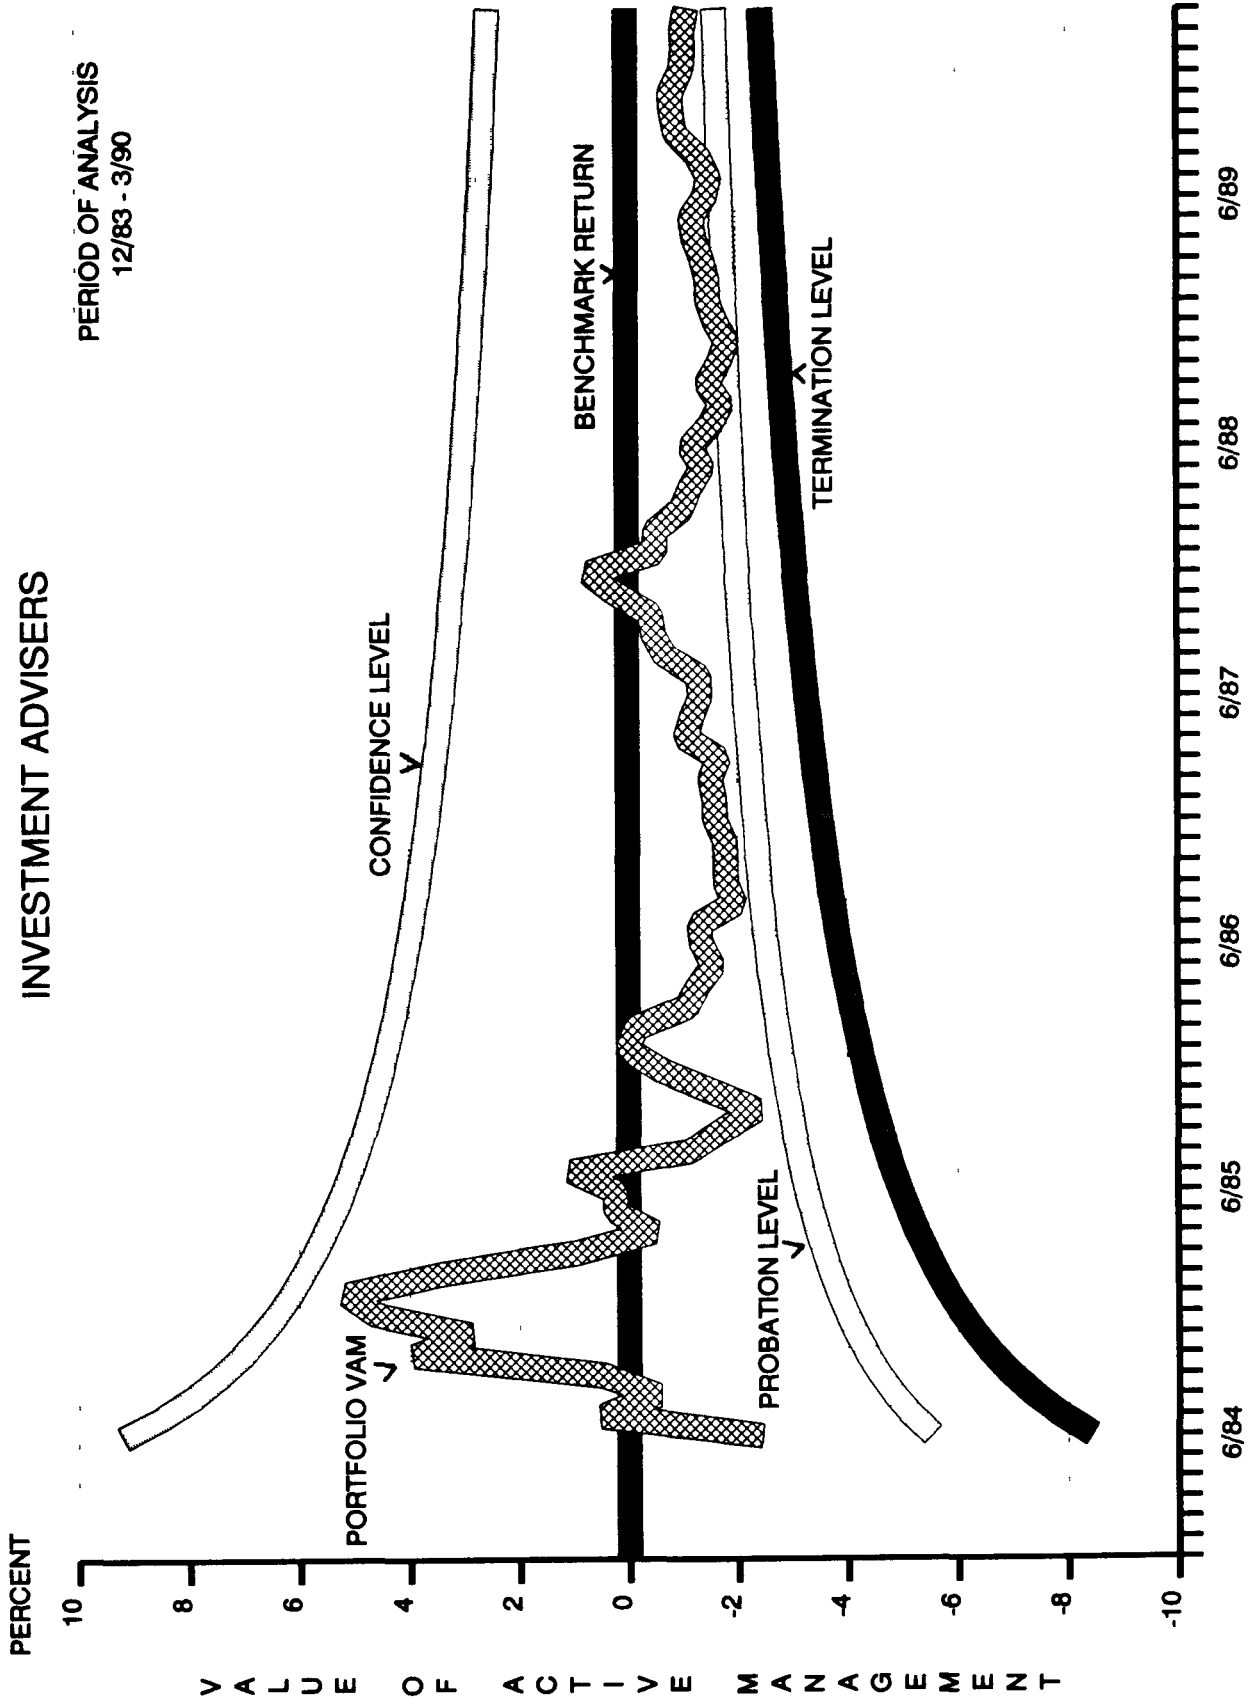 INVESTMENT ADVISERS
PERCENT
PERIOD OF ANALYSIS
12/83 - 3/90
VALUE OF ACTIVE MANAGEMENT
10
8
6
4
2
0
-2
-4
-6
-8
-10
CONFIDENCE LEVEL
PORTFOLIO VAM
BENCHMARK RETURN
PROBATION LEVEL
TERMINATION LEVEL
6/84
6/85
6/86
6/87
6/88
6/89